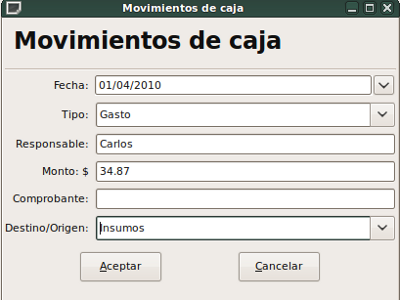 Movimientos de caja
Movimientos de caja
Fecha: 01/04/2010
Tipo: Gasto
Responsable: Carlos
Monto: $ 34.87
Comprobante:
Destino/Origen: Insumos
Aceptar Cancelar